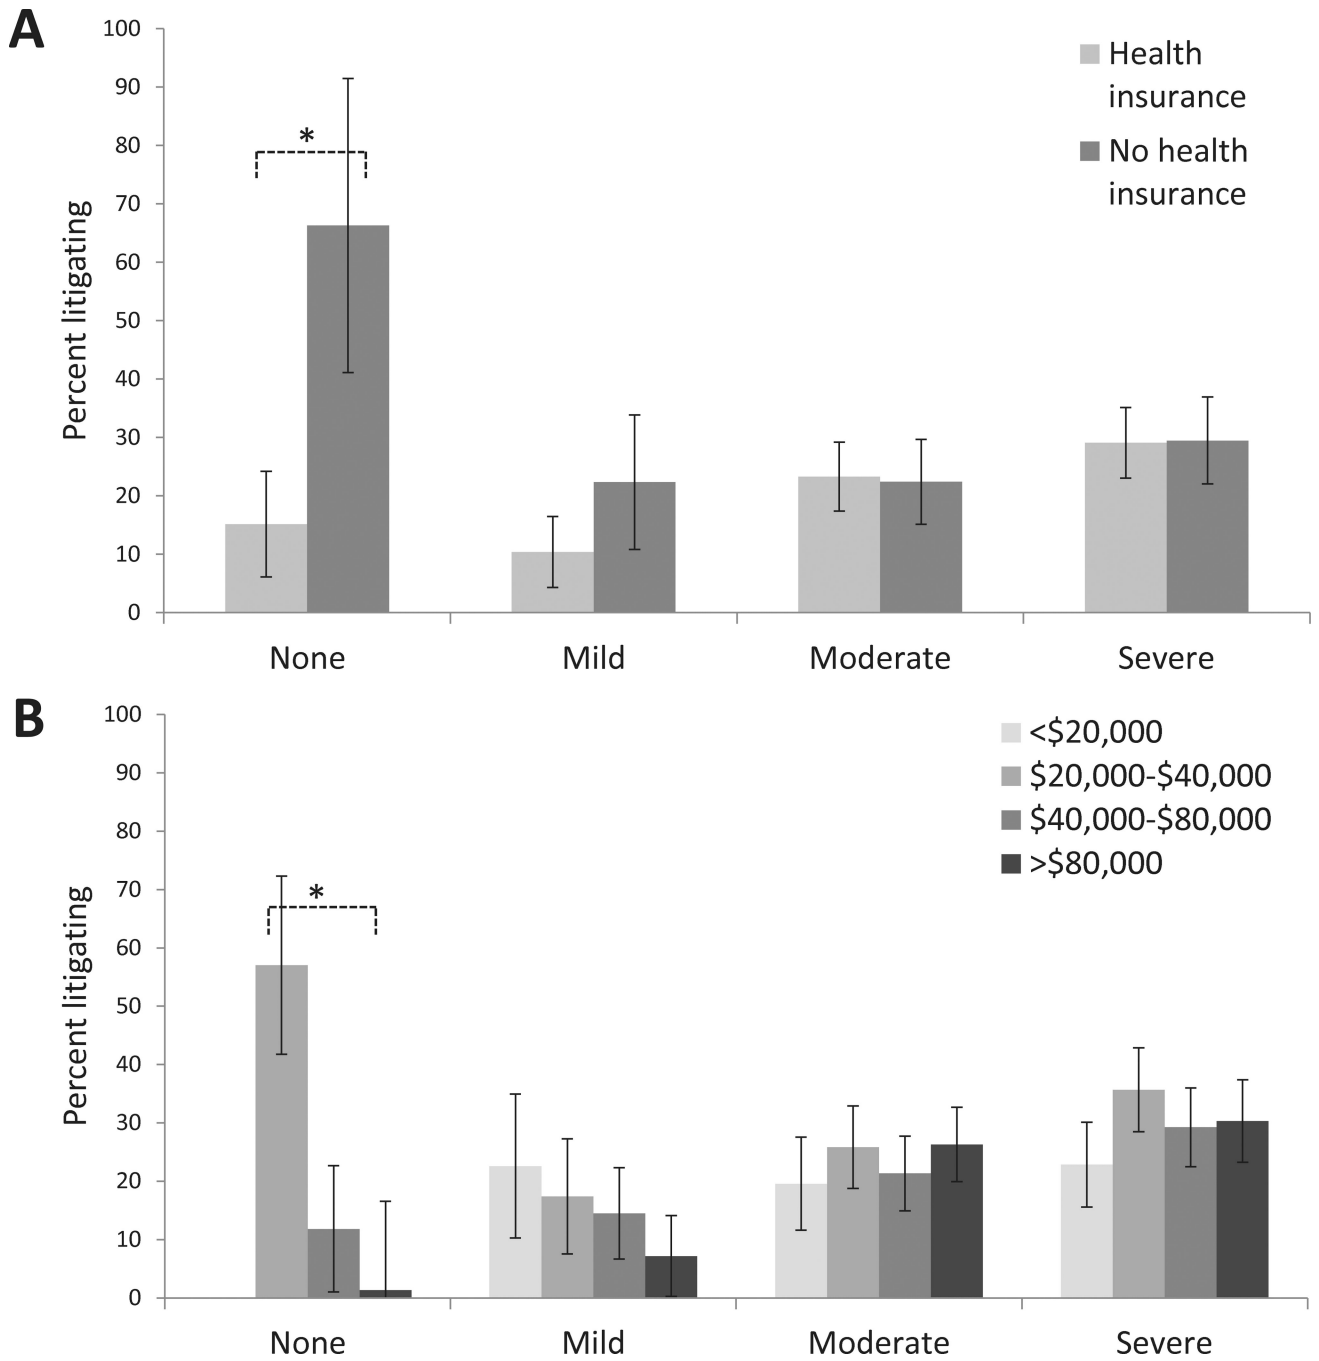 A
100
90
80
70
60
50
40
30
20
10
0
Percent litigating
*
Health
insurance
No health
insurance
None Mild Moderate Severe
B
100
90
80
70
60
50
40
30
20
10
0
Percent litigating
*
<$20,000
$20,000-$40,000
$40,000-$80,000
>$80,000
None Mild Moderate Severe